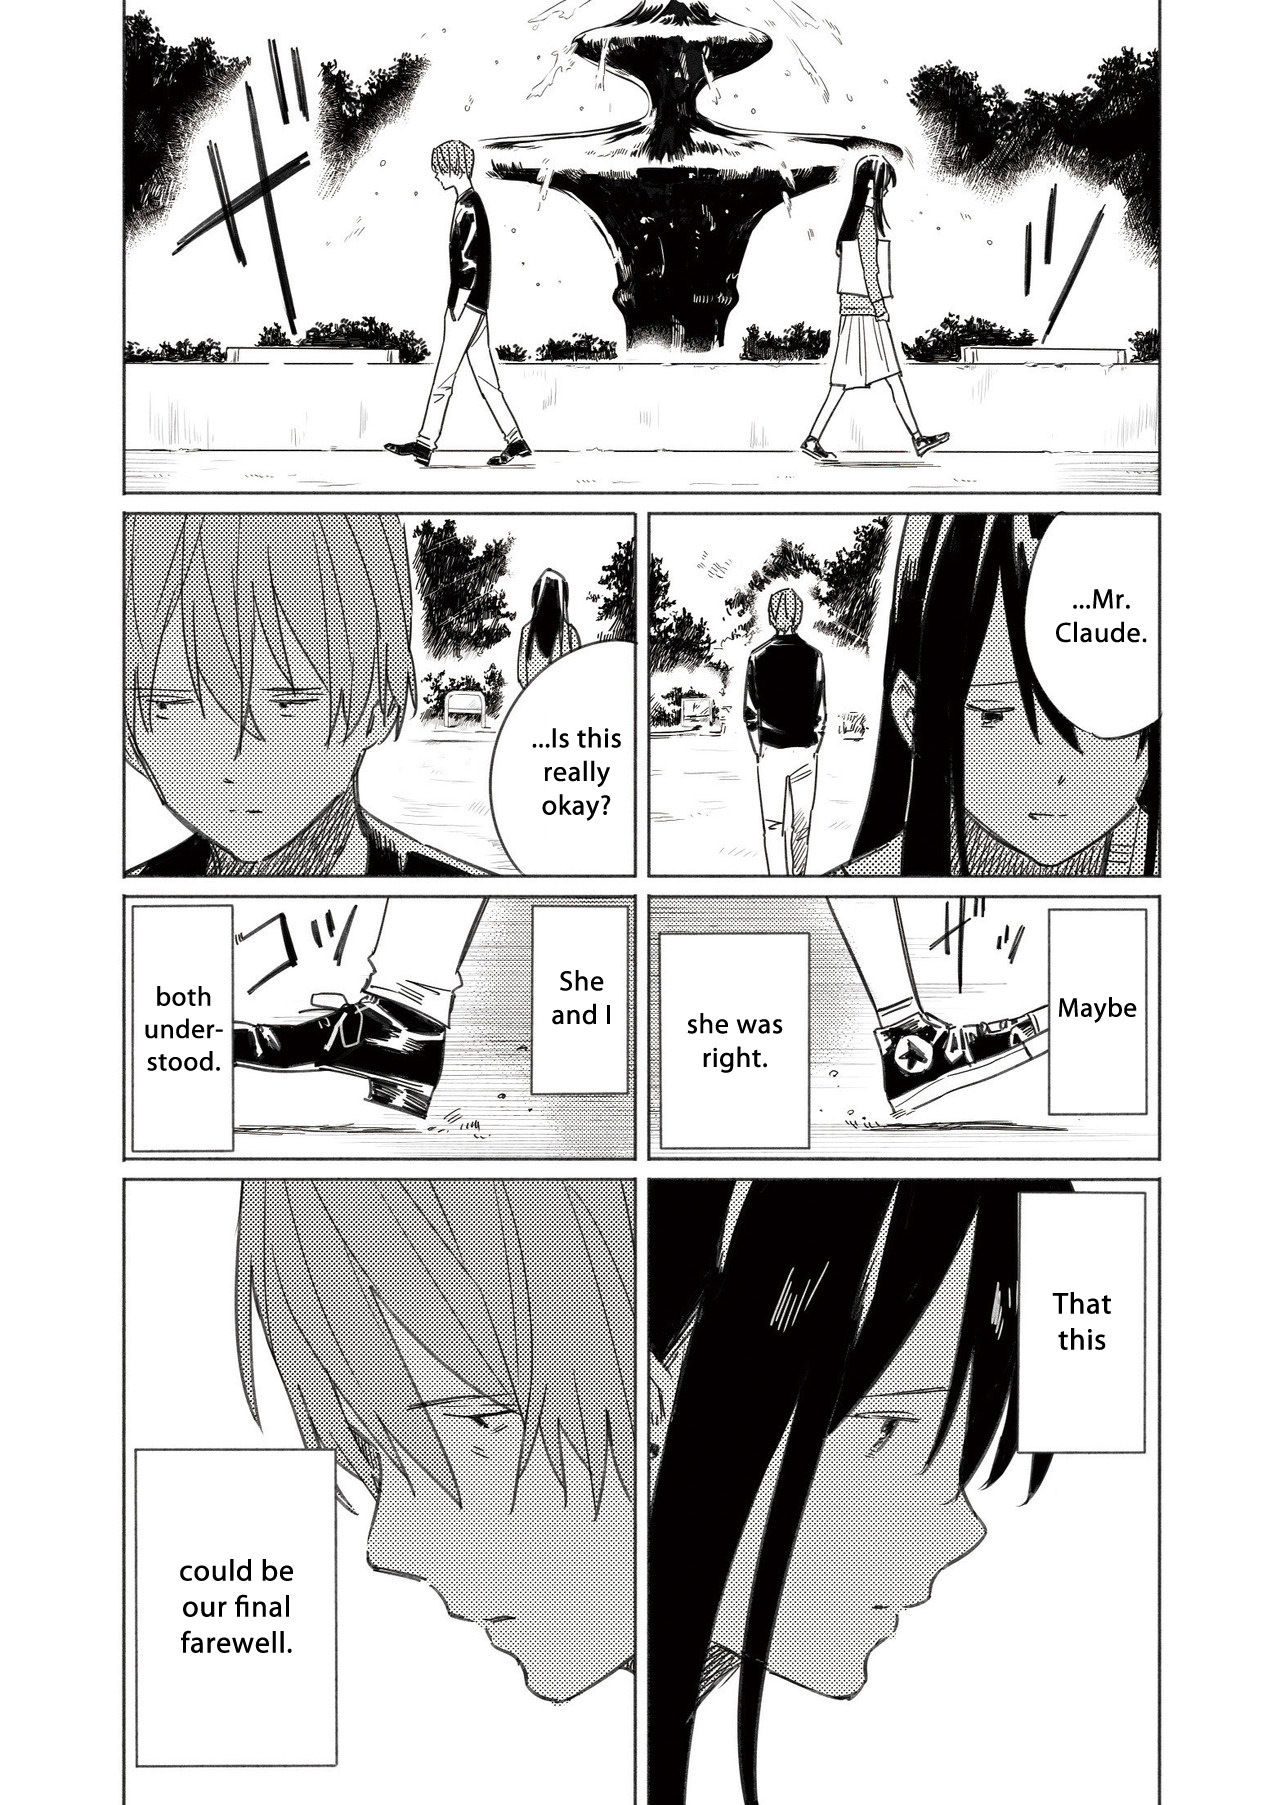 ...Mr.
Claude.
...Is this
really
okay?
Maybe
she was
right.
She
and I
both
under-
stood.
That
this
could be
our final
farewell.